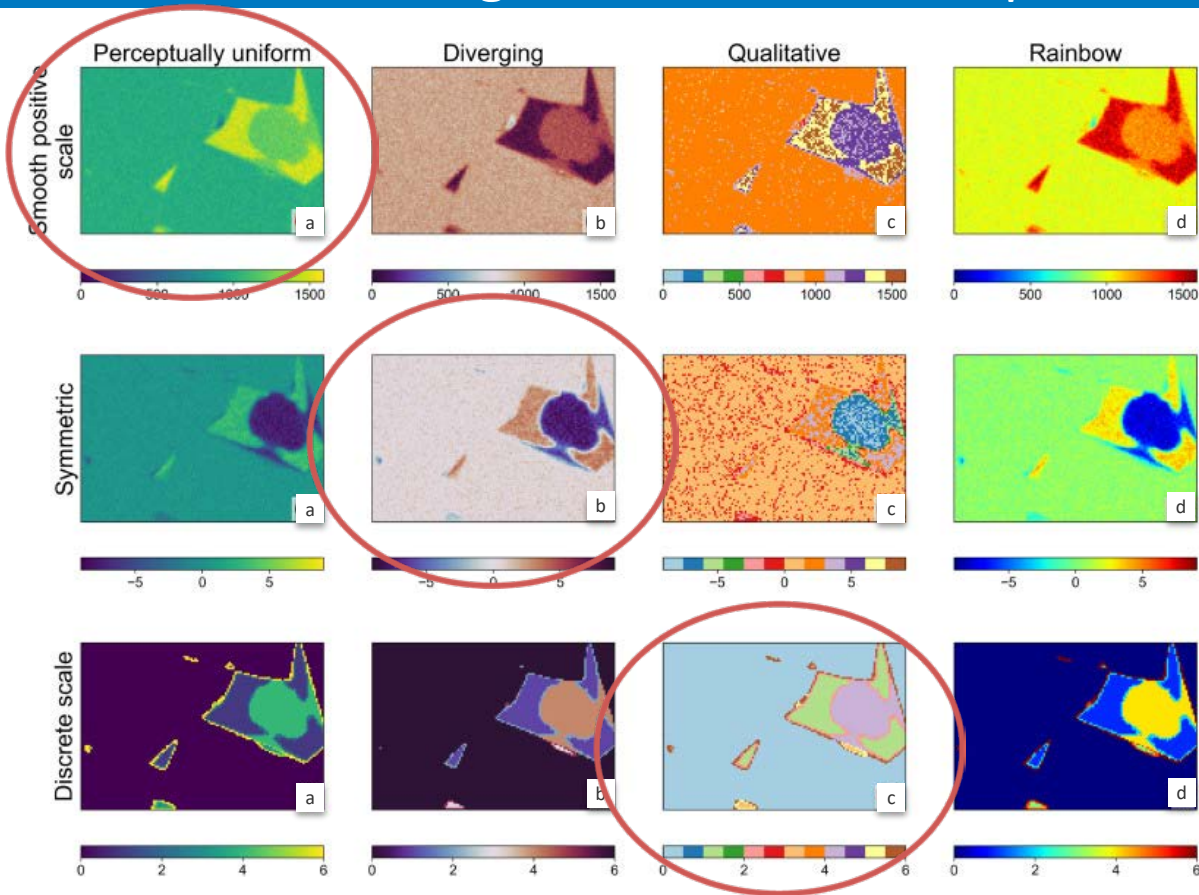 Perceptually uniform
Diverging
Qualitative
Rainbow
Smooth positive
scale
a
b
c
d
0 500 1000 1500
0 500 1000 1500
0 500 1000 1500
0 500 1000 1500
Symmetric
a
b
c
d
−5 0 5
−5 0 5
−5 0 5
−5 0 5
Discrete scale
a
b
c
d
0 2 4 6
0 2 4 6
0 2 4 6
0 2 4 6